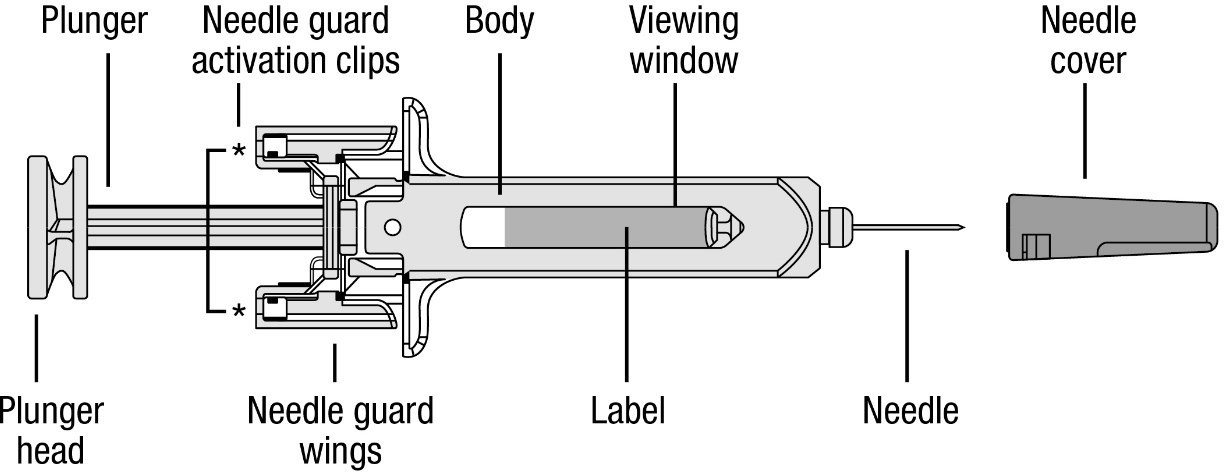 Plunger
Needle guard
activation clips
Body
Viewing
window
Needle
cover
*
*
Plunger
head
Needle guard
wings
Label
Needle